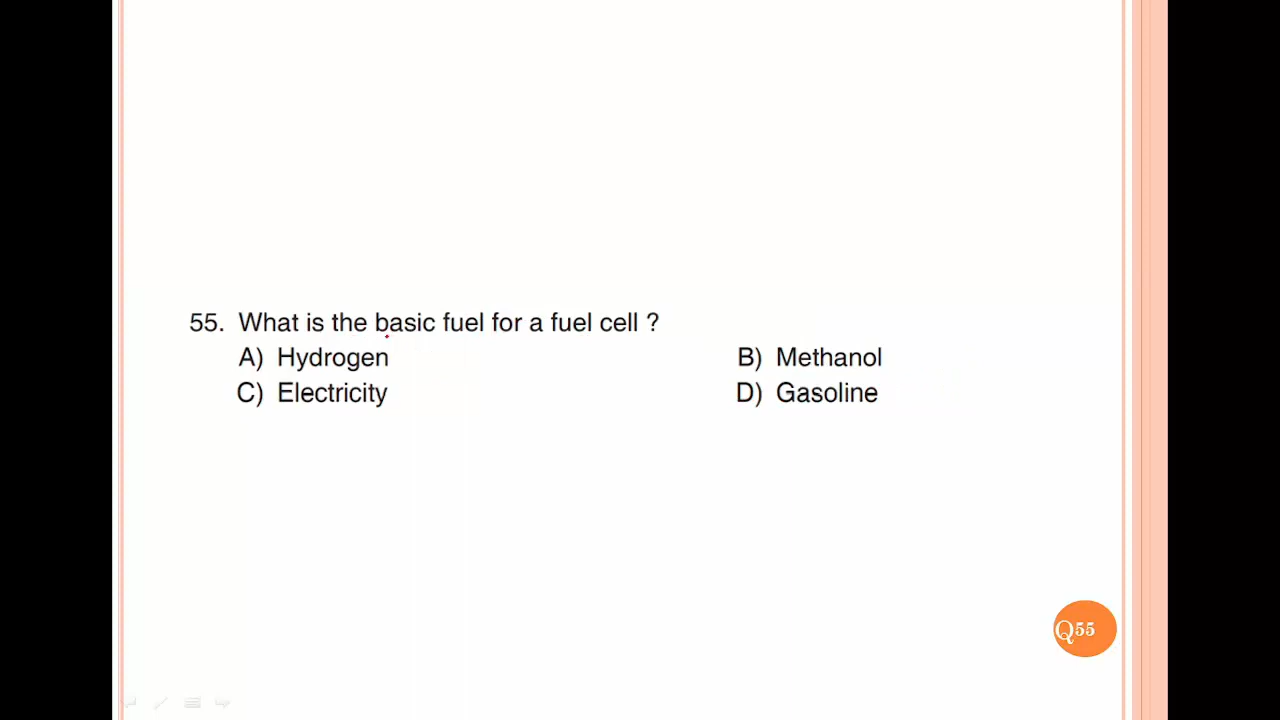 55. What is the basic fuel for a fuel cell ?
A) Hydrogen B) Methanol
C) Electricity D) Gasoline
Q55